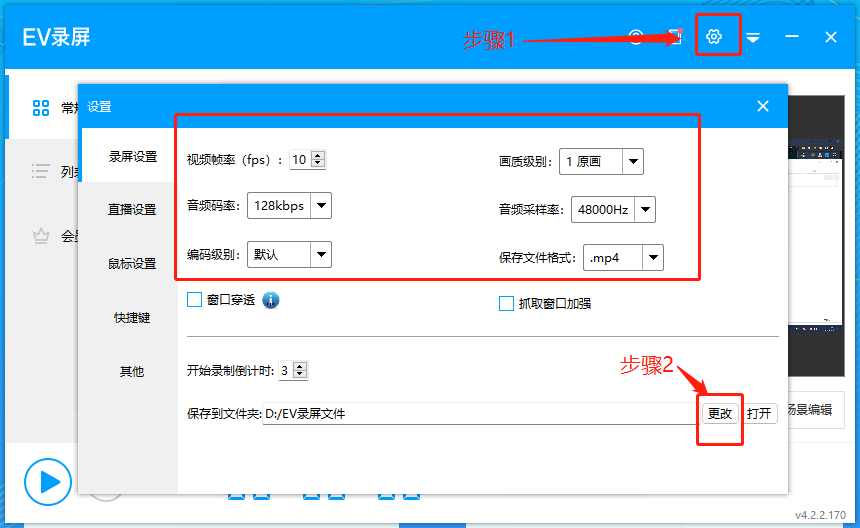 EV录屏
步骤1
常规
设置
录屏设置
直播设置
鼠标设置
快捷键
其他
视频帧率（fps）: 10
画质级别: 1 原画
音频码率: 128kbps
音频采样率: 48000Hz
编码级别: 默认
保存文件格式: .mp4
窗口穿透
抓取窗口加强
开始录制倒计时: 3
步骤2
保存到文件夹: D:/EV录屏文件
更改
打开
场景编辑
v4.2.2.170